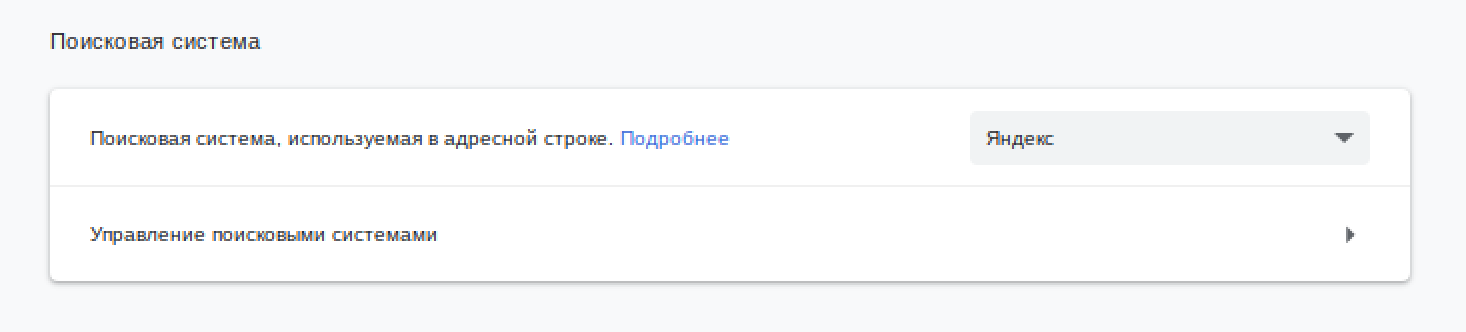 Поисковая система
Поисковая система, используемая в адресной строке. Подробнее
Яндекс
Управление поисковыми системами